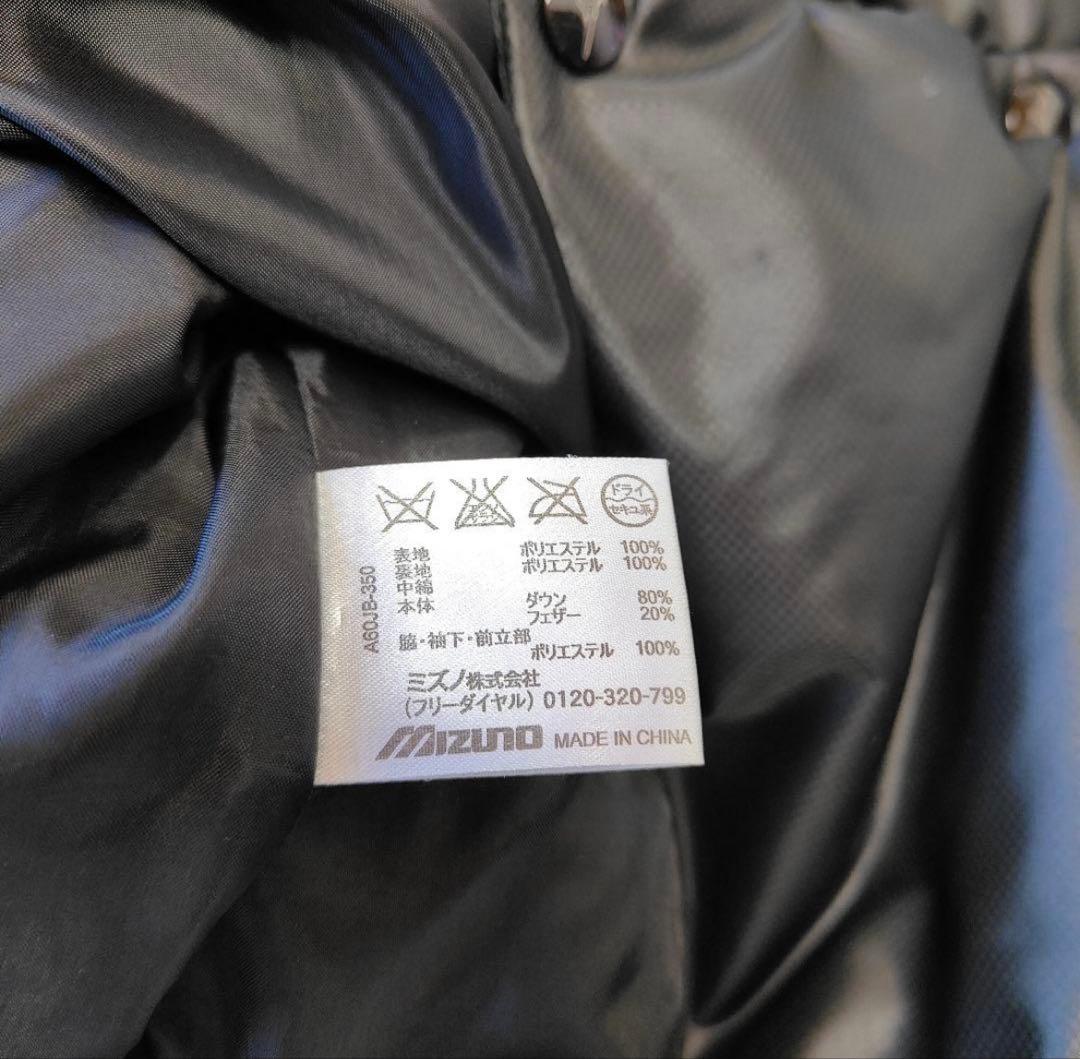 ドライ
セキユ系
表地 ポリエステル 100%
裏地 ポリエステル 100%
中綿
本体 ダウン 80%
フェザー 20%
脇・袖下・前立部
ポリエステル 100%
ミズノ株式会社
(フリーダイヤル) 0120-320-799
MIZUNO MADE IN CHINA
A60JB-350